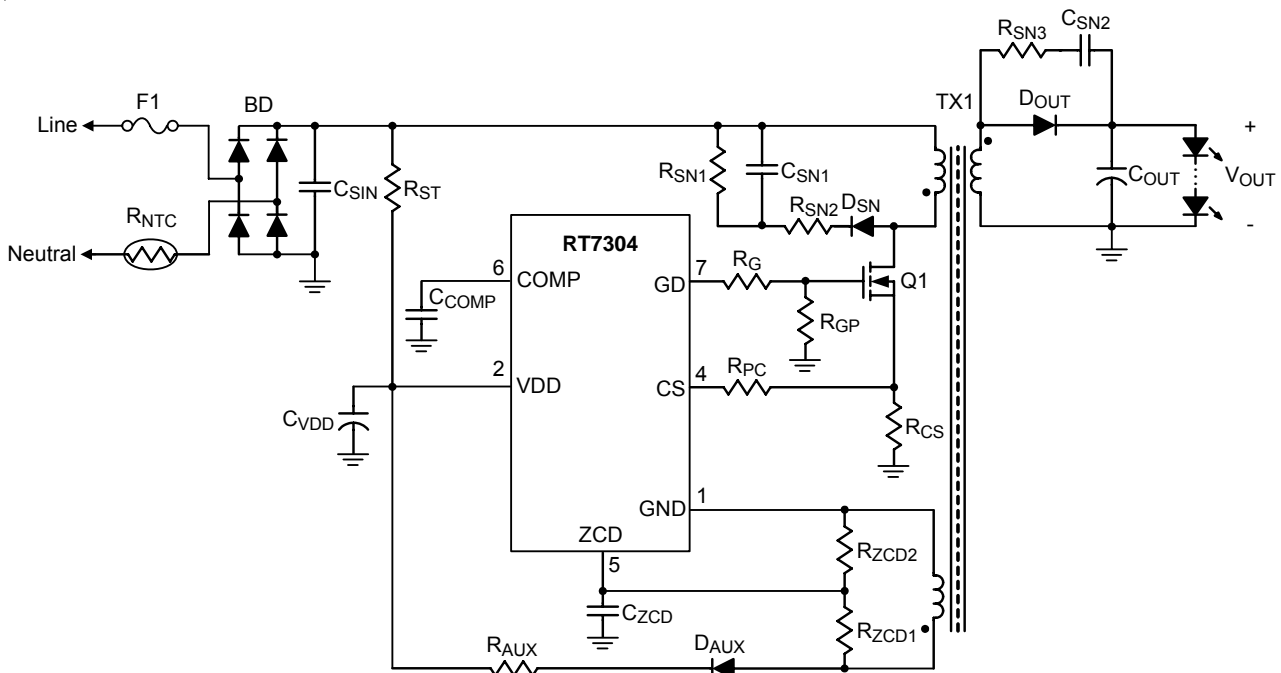 CSN2
RSN3
F1
BD
TX1
DOUT
Line
+
RSN1
CSN1
CSIN
RST
COUT
VOUT
RSN2
DSN
RNTC
RT7304
-
Neutral
6
COMP
7
GD
RG
Q1
CCOMP
RGP
2
VDD
4
CS
RPC
CVDD
RCS
1
GND
ZCD
RZCD2
5
CZCD
RZCD1
RAUX
DAUX